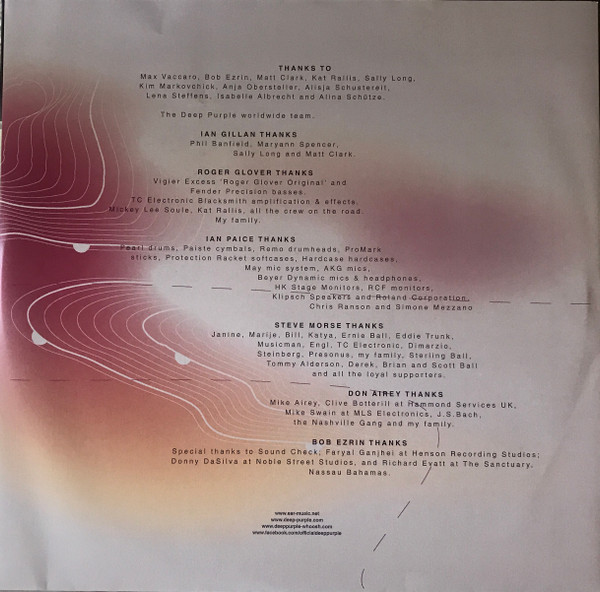 THANKS TO
Max Vaccaro, Bob Ezrin, Matt Clark, Kat Rallis, Sally Long,
Kim Markovchick, Anja Obersteller, Alisja Schustereit,
Lena Steffens, Isabelle Albrecht and Alina Schütze.
The Deep Purple worldwide team.
IAN GILLAN THANKS
Phil Banfield, Maryann Spencer,
Sally Long and Matt Clark.
ROGER GLOVER THANKS
Vigier Excess 'Roger Glover Original' and
Fender Precision basses.
TC Electronic Blacksmith amplification & effects,
Mickey Lee Soule, Kat Rallis, all the crew on the road.
My family.
IAN PAICE THANKS
Pearl drums, Paiste cymbals, Remo drumheads, ProMark
sticks, Protection Racket softcases, Hardcase hardcases,
May mic system, AKG mics,
Beyer Dynamic mics & headphones,
HK Stage Monitors, RCF monitors,
Klipsch Speakers and Roland Corporation,
Chris Ranson and Simone Mezzano
STEVE MORSE THANKS
Janine, Marije, Bill, Katya, Ernie Ball, Eddie Trunk,
Musicman, Engl, TC Electronic, Dimarzio,
Steinberg, Presonus, my family, Sterling Ball,
Tommy Alderson, Derek, Brian and Scott Ball
and all the loyal supporters.
DON AIREY THANKS
Mike Airey, Clive Botterill at Hammond Services UK,
Mike Swain at MLS Electronics, J.S.Bach,
the Nashville Gang and my family.
BOB EZRIN THANKS
Special thanks to Sound Check; Faryal Ganjhei at Henson Recording Studios;
Donny DaSilva at Noble Street Studios, and Richard Evatt at The Sanctuary,
Nassau Bahamas.
www.ear-music.net
www.deep-purple.com
www.deeppurple-whoosh.com
www.facebook.com/officialdeeppurple